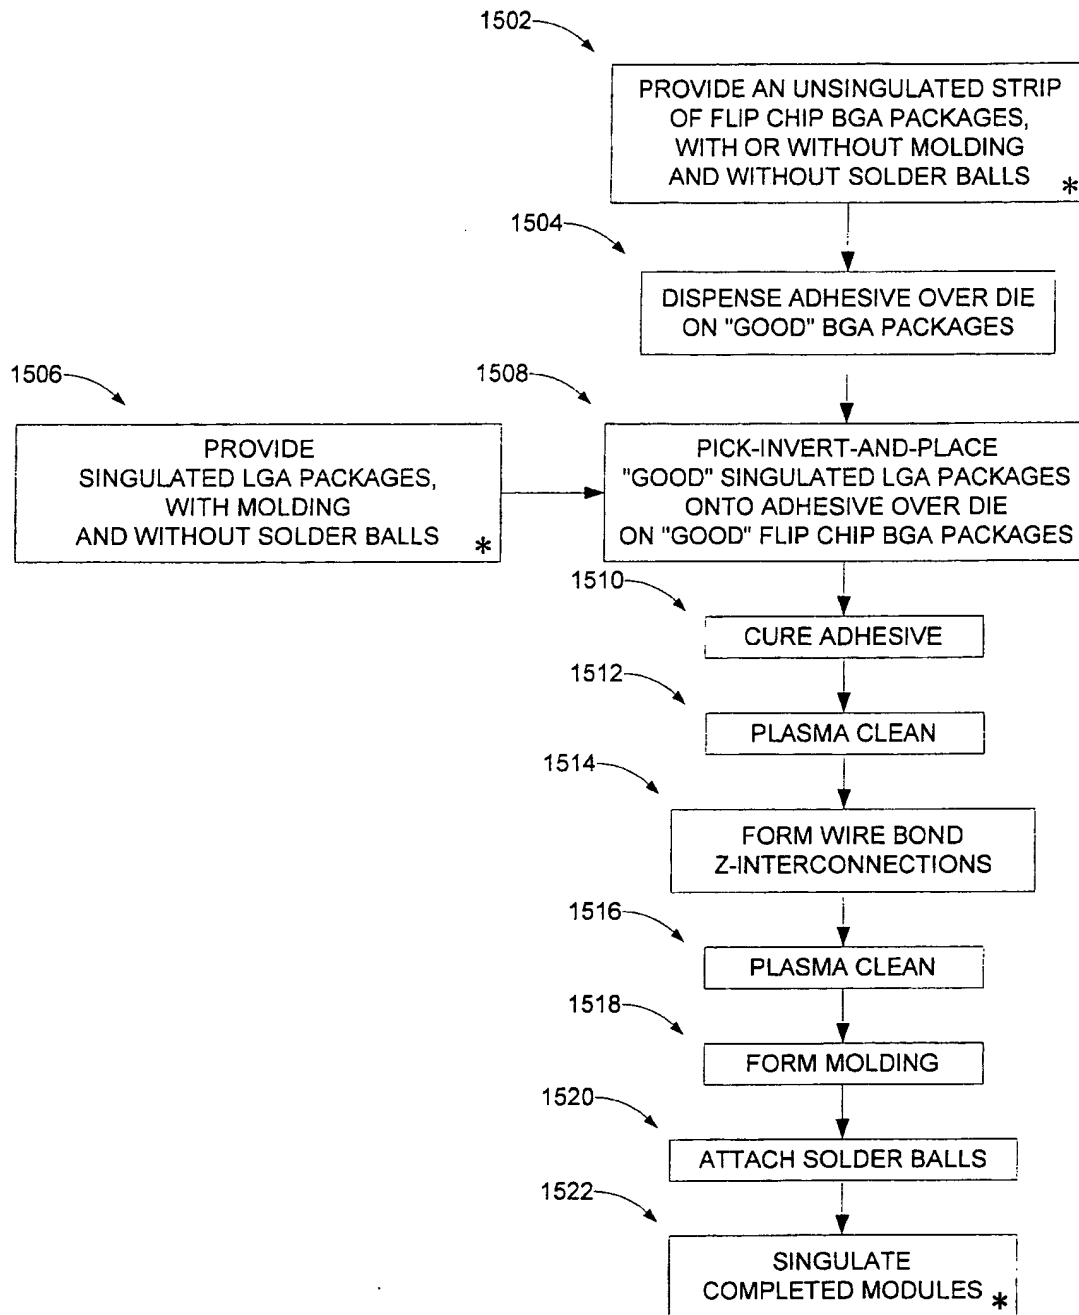 1502
PROVIDE AN UNSINGULATED STRIP
OF FLIP CHIP BGA PACKAGES,
WITH OR WITHOUT MOLDING
AND WITHOUT SOLDER BALLS *
1504
DISPENSE ADHESIVE OVER DIE
ON "GOOD" BGA PACKAGES
1506
PROVIDE
SINGULATED LGA PACKAGES,
WITH MOLDING
AND WITHOUT SOLDER BALLS *
1508
PICK-INVERT-AND-PLACE
"GOOD" SINGULATED LGA PACKAGES
ONTO ADHESIVE OVER DIE
ON "GOOD" FLIP CHIP BGA PACKAGES
1510
CURE ADHESIVE
1512
PLASMA CLEAN
1514
FORM WIRE BOND
Z-INTERCONNECTIONS
1516
PLASMA CLEAN
1518
FORM MOLDING
1520
ATTACH SOLDER BALLS
1522
SINGULATE
COMPLETED MODULES *